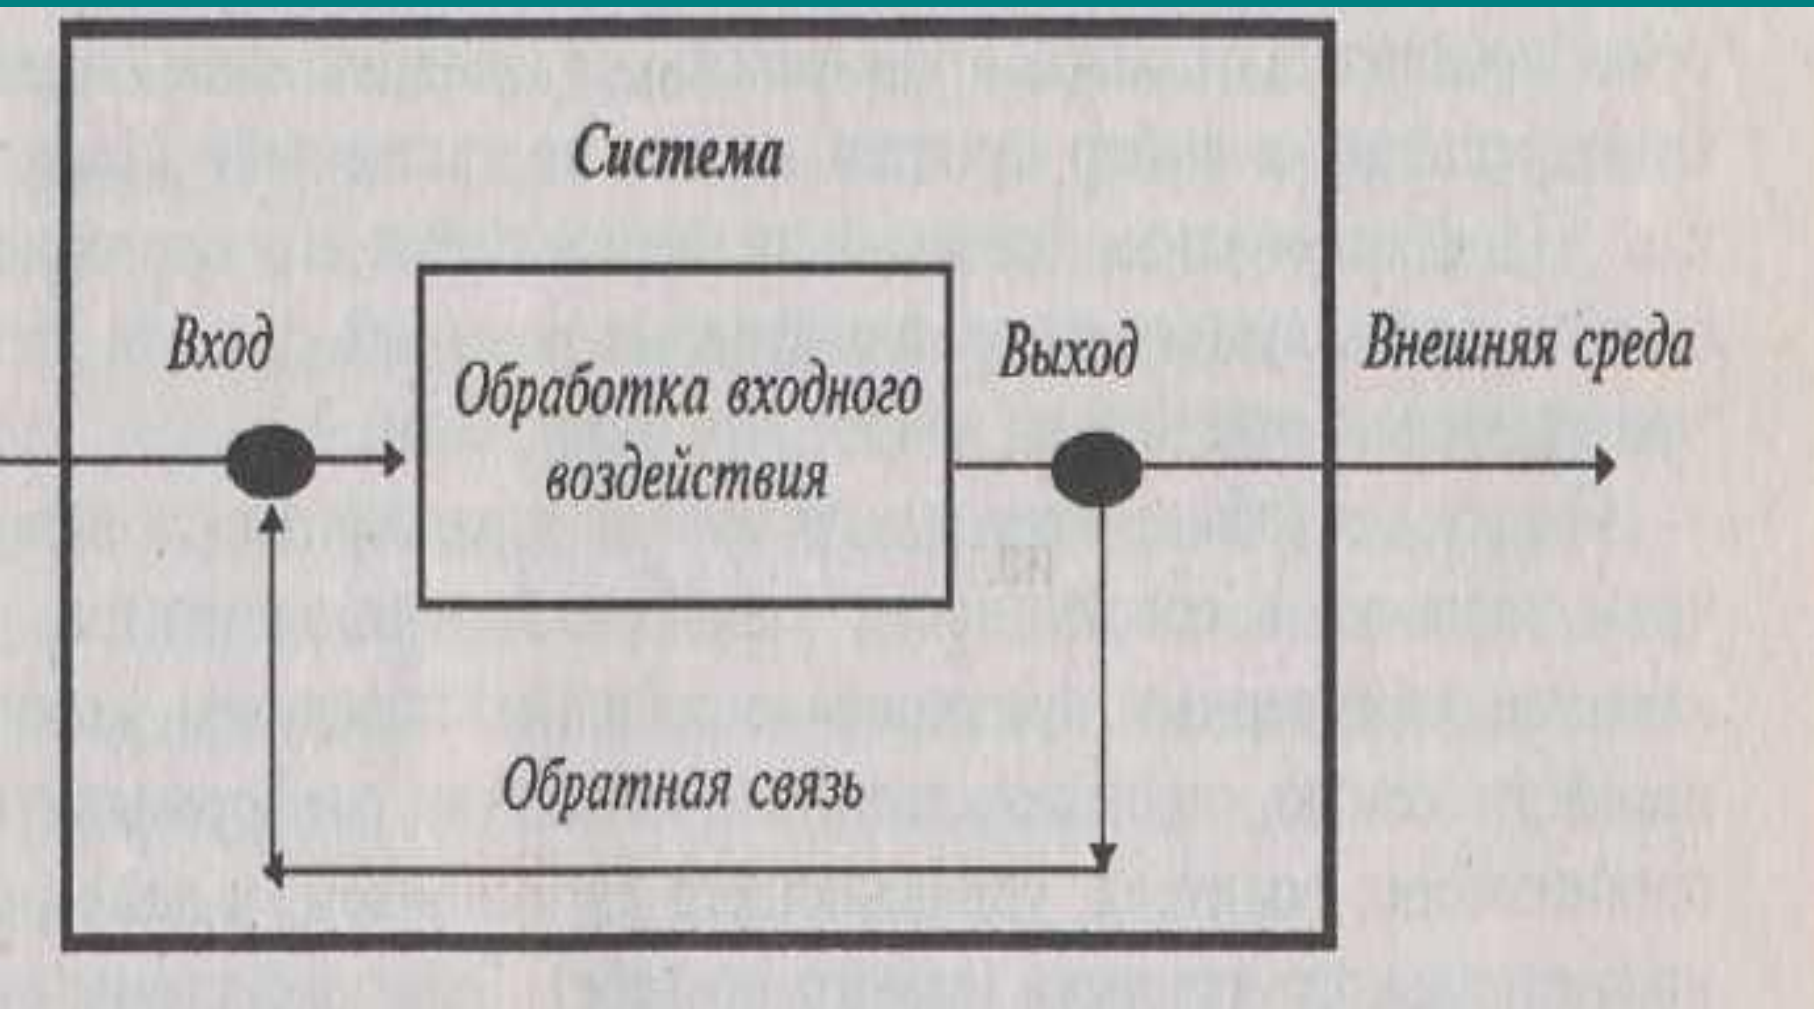 Система
Вход
Обработка входного
воздействия
Выход
Внешняя среда
Обратная связь